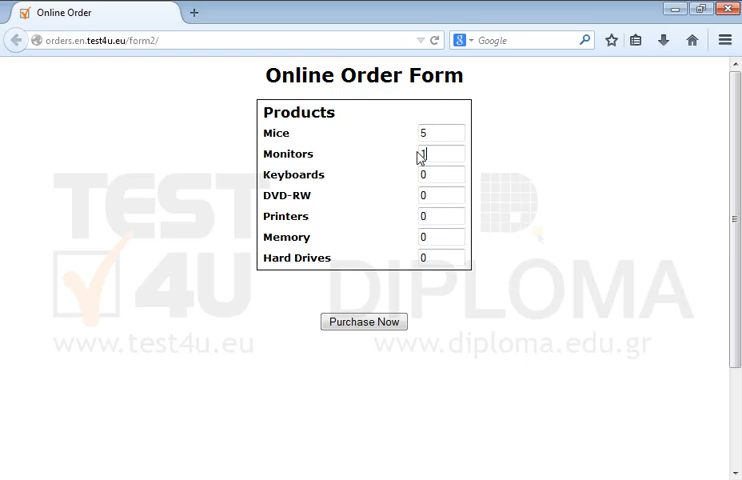 Online Order
orders.en.test4u.eu/form2/
Google
Online Order Form
Products
Mice 5
Monitors 1
Keyboards 0
DVD-RW 0
Printers 0
Memory 0
Hard Drives 0
Purchase Now
TEST 4U
D
DIPLOMA
www.test4u.eu
www.diploma.edu.gr